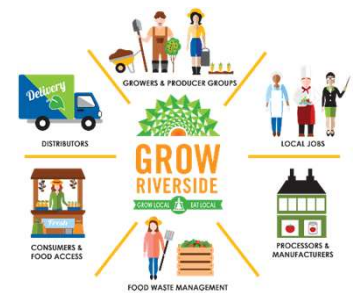 GROWERS & PRODUCER GROUPS
Delivery
DISTRIBUTORS
LOCAL JOBS
GROW
RIVERSIDE
GROW LOCAL EAT LOCAL
Fresh
CONSUMERS &
FOOD ACCESS
PROCESSORS &
MANUFACTURERS
FOOD WASTE MANAGEMENT